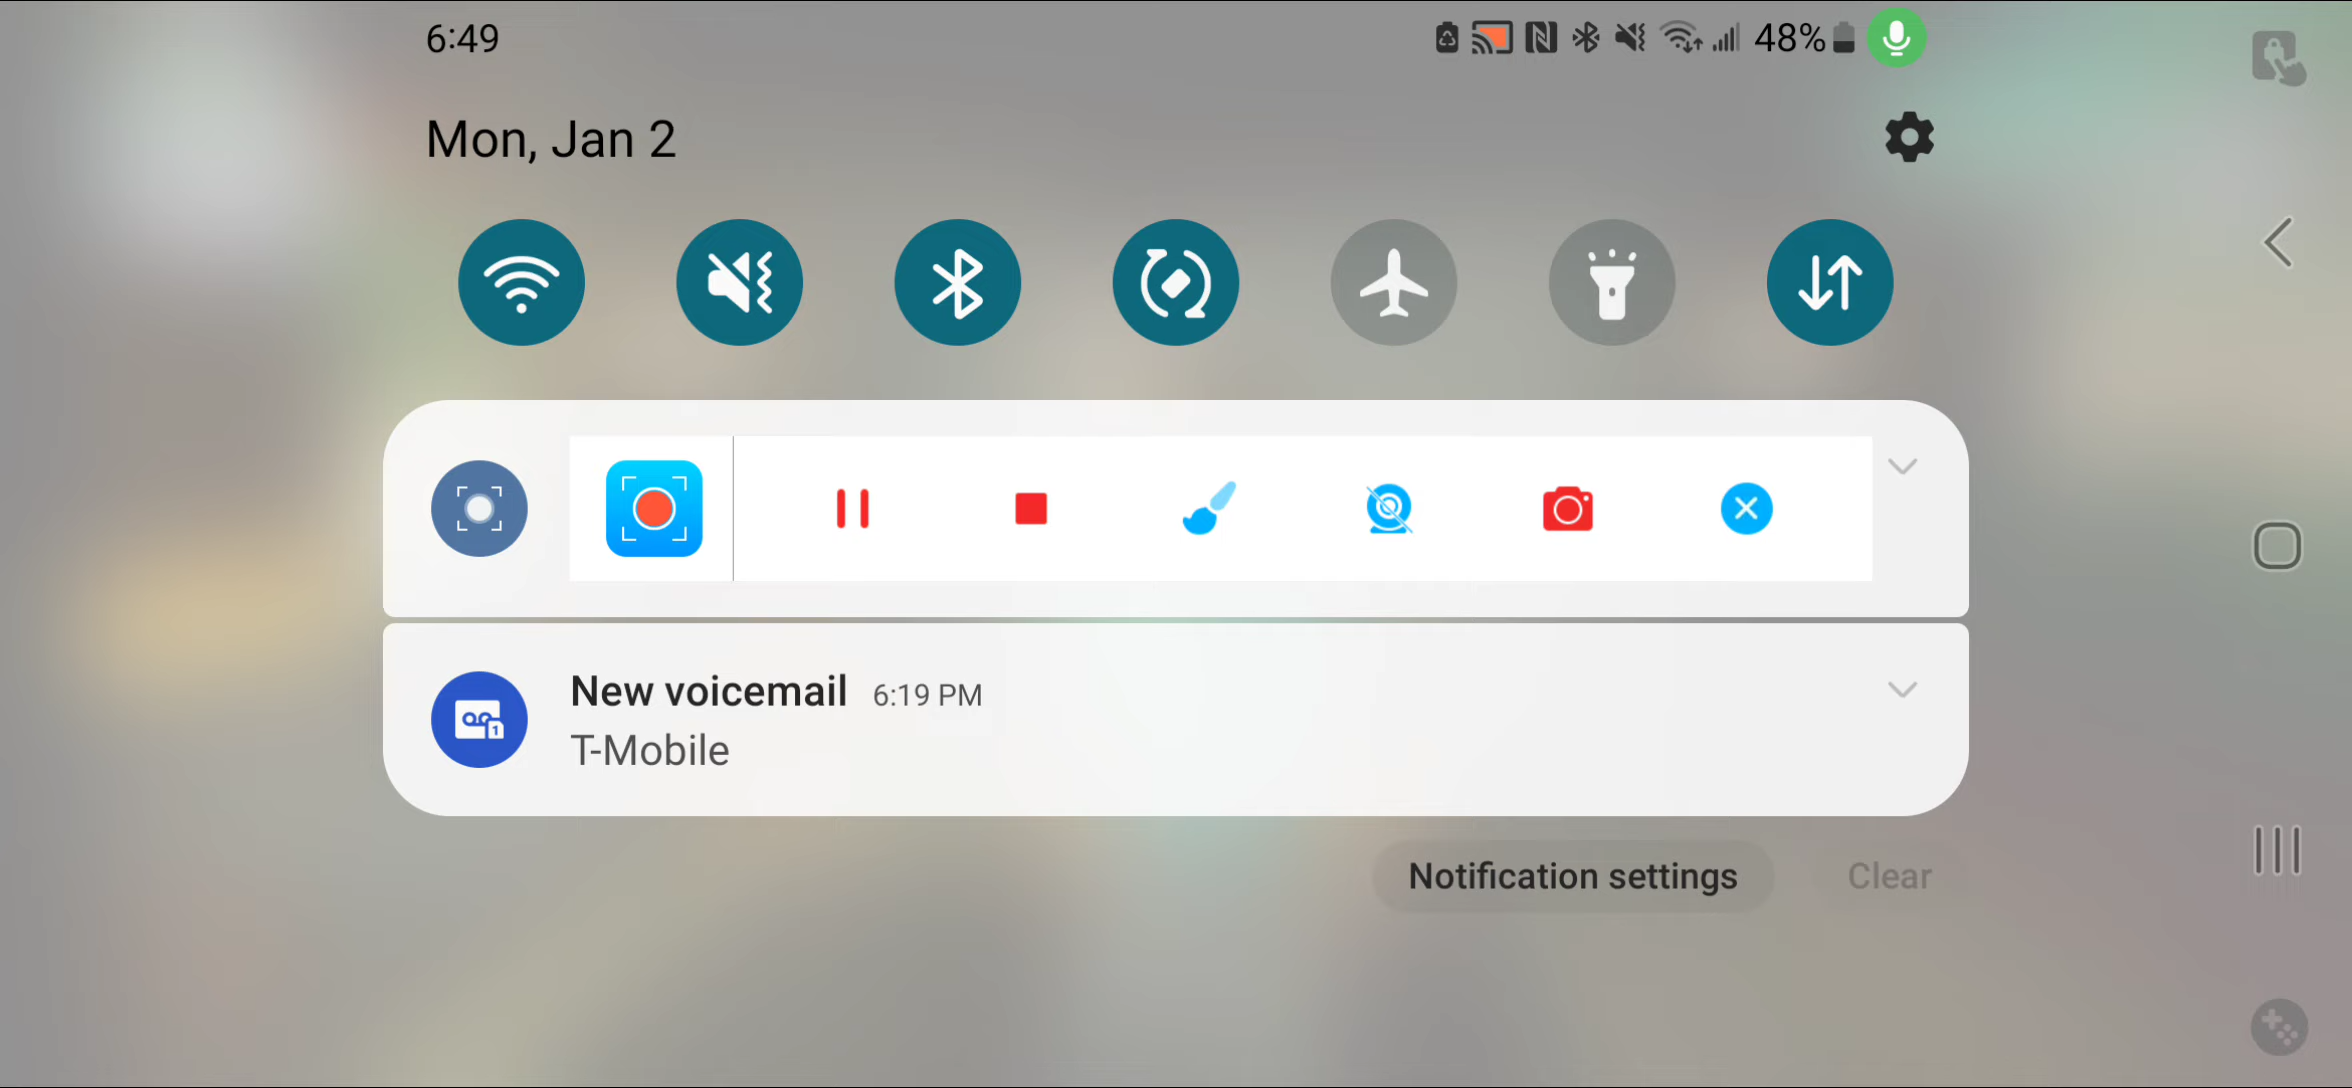 6:49
48%
Mon, Jan 2
New voicemail 6:19 PM
T-Mobile
Notification settings
Clear